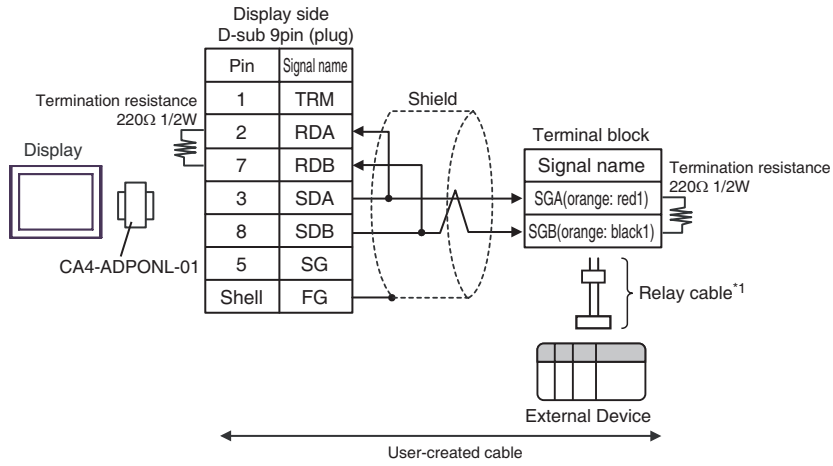 Display side
D-sub 9pin (plug)
Pin Signal name
1 TRM
2 RDA
7 RDB
3 SDA
8 SDB
5 SG
Shell FG
Termination resistance
220Ω 1/2W
Display
CA4-ADPONL-01
Shield
Terminal block
Signal name
SGA(orange: red1)
SGB(orange: black1)
Termination resistance
220Ω 1/2W
Relay cable*1
External Device
User-created cable